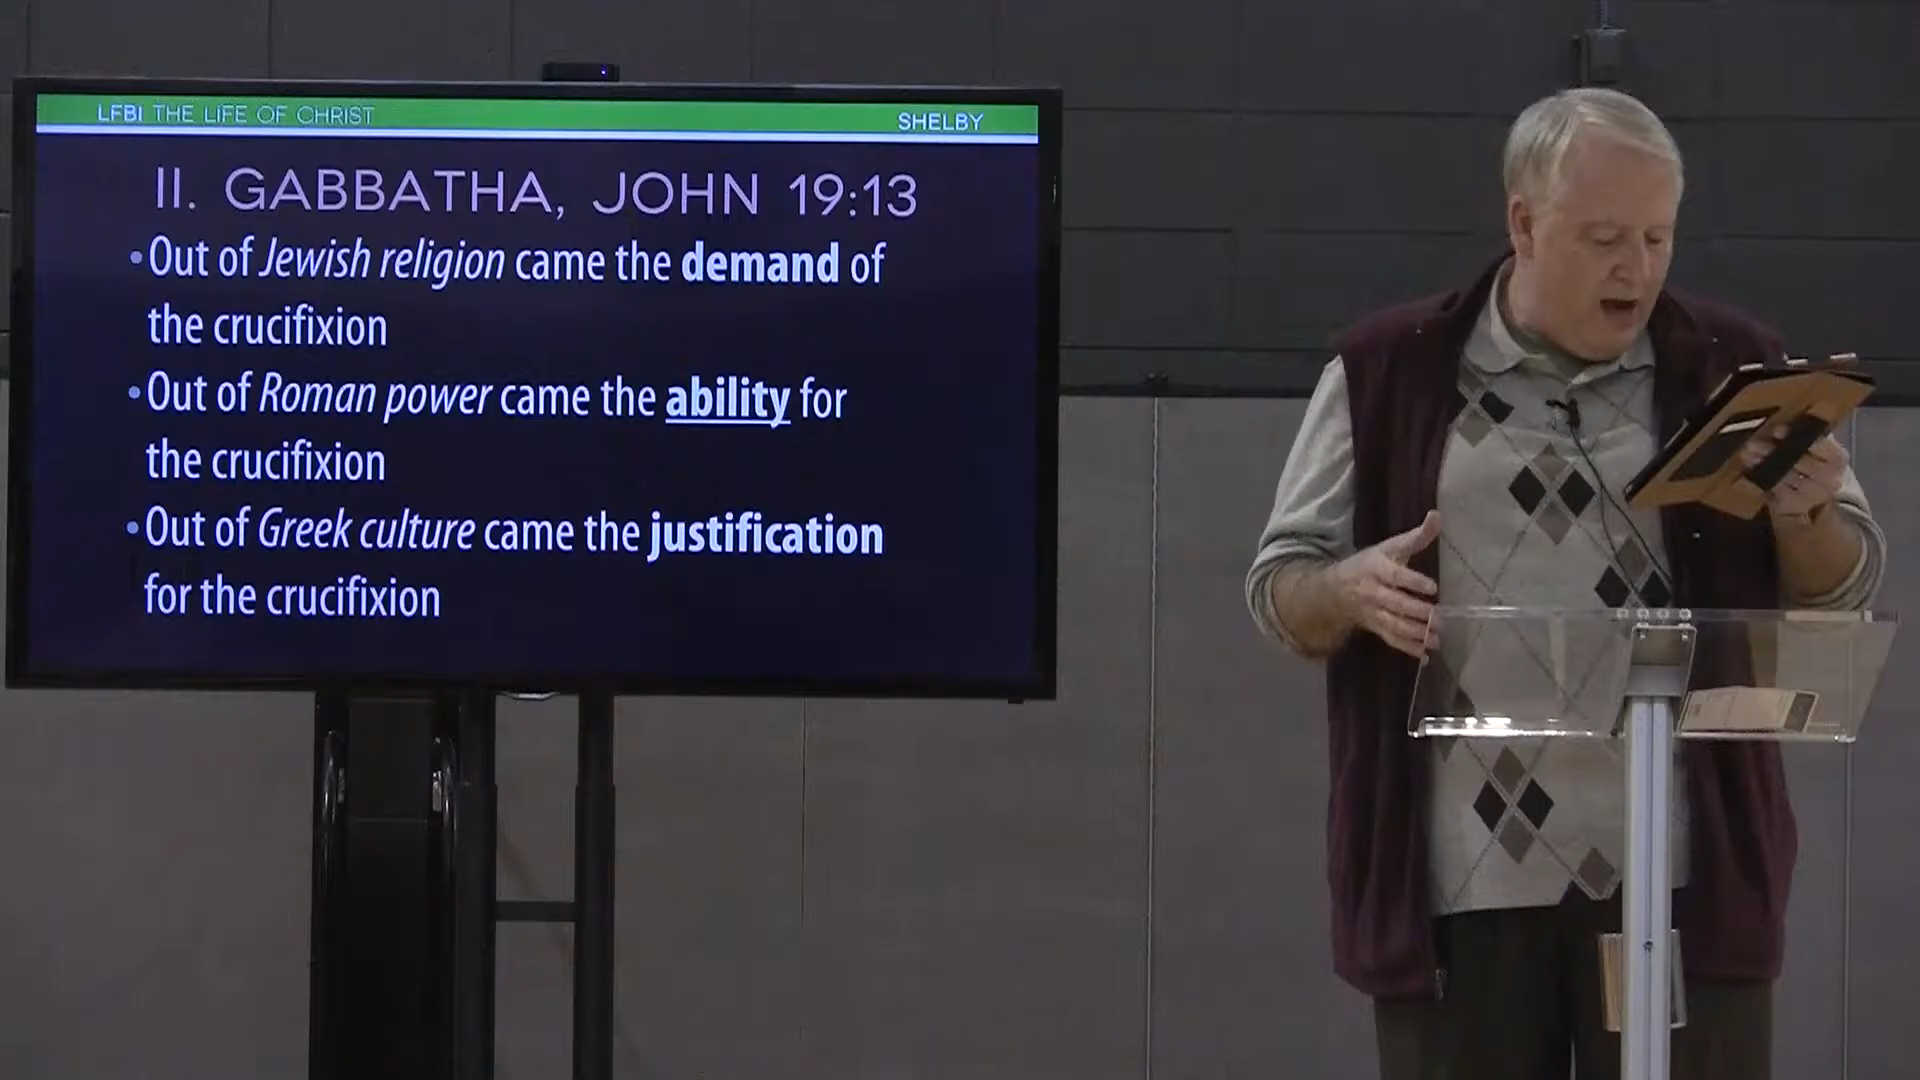 LFBI THE LiFE OF CHRIST
SHELBY
II. GABBATHA, JOHN 19:13
•Out of Jewish religion came the demand of
the crucifixion
•Out of Roman power came the ability for
the crucifixion
•Out of Greek culture came the justification
for the crucifixion